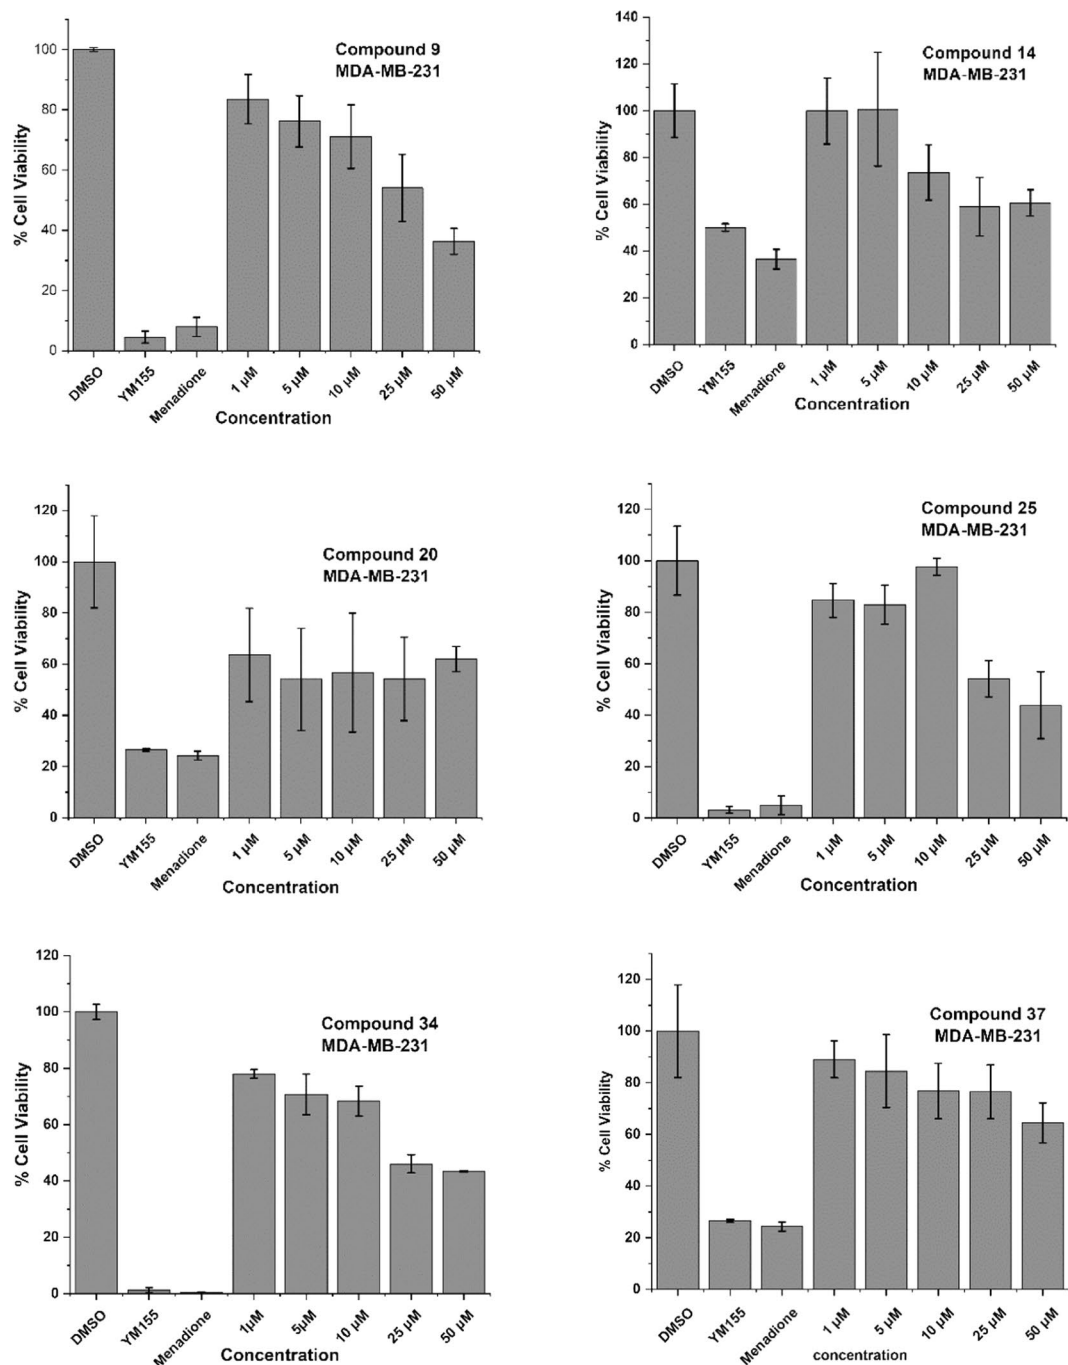 Compound 9
MDA-MB-231
% Cell Viability
100
80
60
40
20
0
DMSO
YM155
Menadione
1 µM
5 µM
10 µM
25 µM
50 µM
Concentration
Compound 14
MDA-MB-231
% Cell Viability
140
120
100
80
60
40
20
0
DMSO
YM155
Menadione
1 µM
5 µM
10 µM
25 µM
50 µM
Concentration
Compound 20
MDA-MB-231
% Cell Viability
120
100
80
60
40
20
0
DMSO
YM155
Menadione
1 µM
5 µM
10 µM
25 µM
50 µM
Concentration
Compound 25
MDA-MB-231
% Cell Viability
120
100
80
60
40
20
0
DMSO
YM155
Menadione
1 µM
5 µM
10 µM
25 µM
50 µM
Concentration
Compound 34
MDA-MB-231
% Cell Viability
120
100
80
60
40
20
0
DMSO
YM155
Menadione
1µM
5µM
10 µM
25 µM
50 µM
Concentration
Compound 37
MDA-MB-231
% Cell Viability
120
100
80
60
40
20
0
DMSO
YM155
Menadione
1 µM
5 µM
10 µM
25 µM
50 µM
concentration